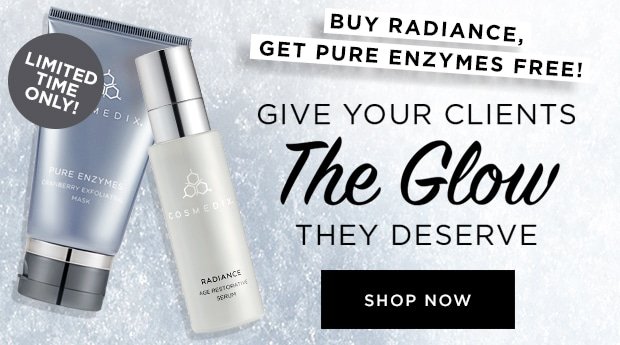 LIMITED
TIME
ONLY!
BUY RADIANCE,
GET PURE ENZYMES FREE!
GIVE YOUR CLIENTS
The Glow
THEY DESERVE
SHOP NOW
PURE ENZYMES
CRANBERRY EXFOLIATING
MASK
COSMEDIX
RADIANCE
AGE RESTORATIVE
SERUM